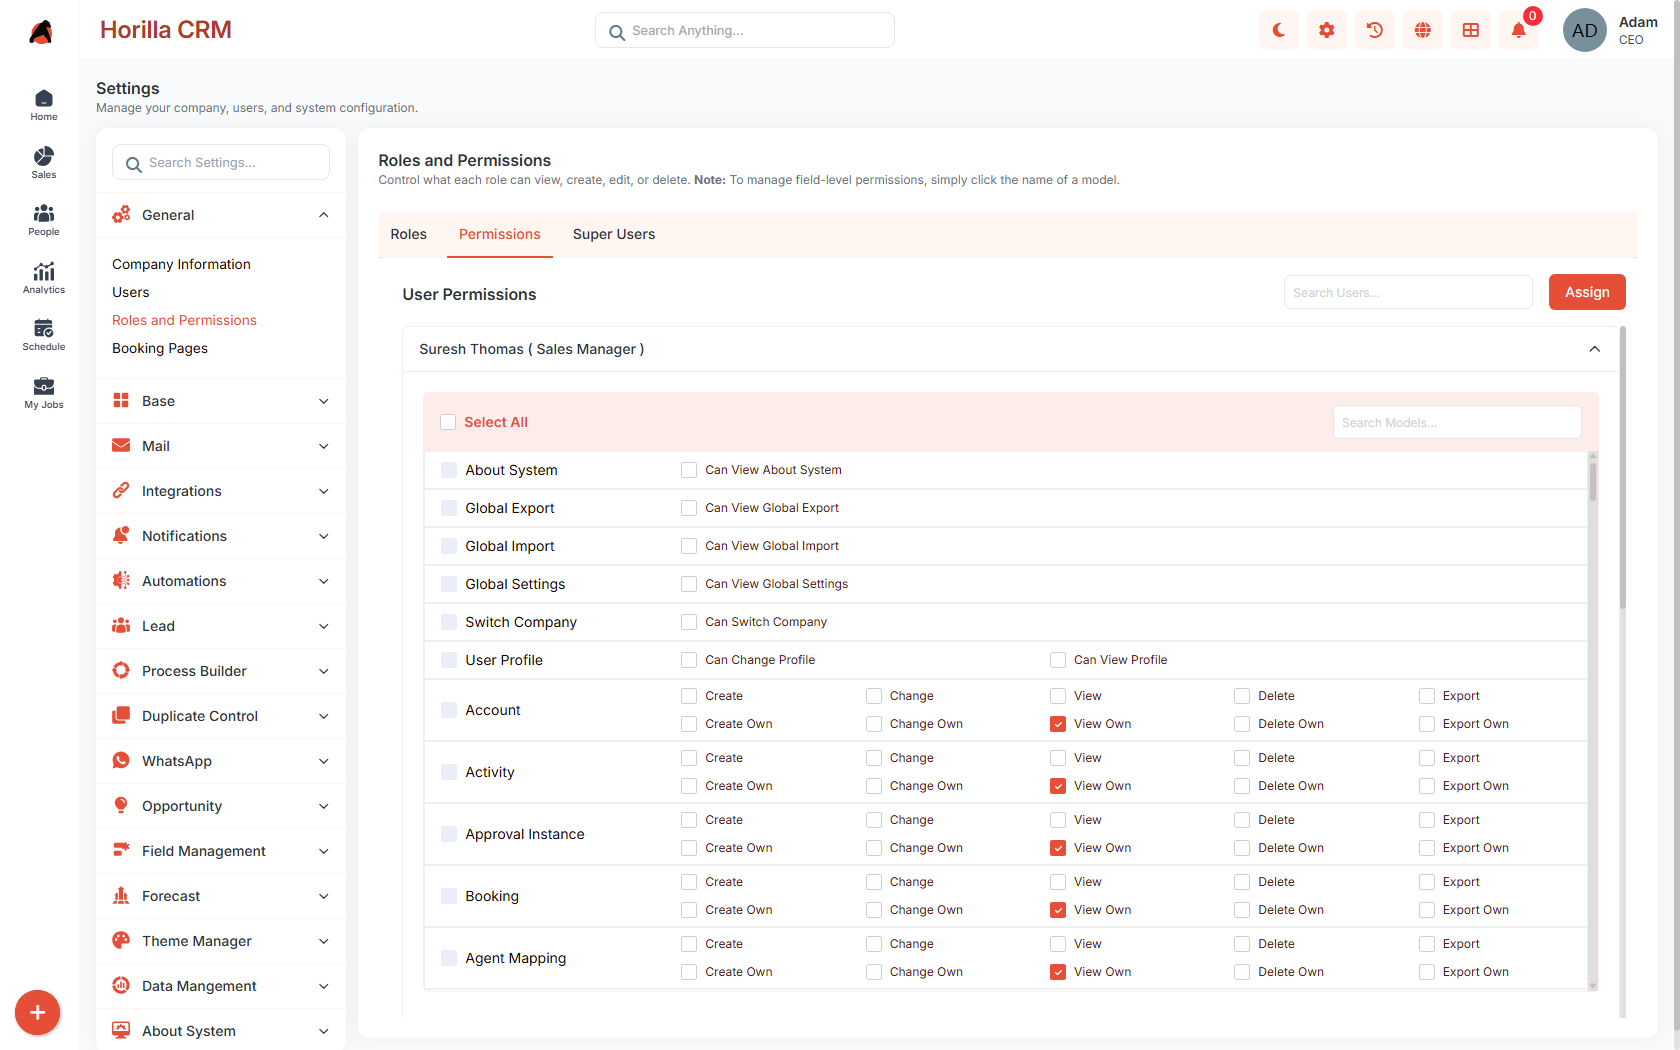 Horilla CRM
Search Anything...
0
AD
Adam
CEO
Home
Sales
People
Analytics
Schedule
My Jobs
Settings
Manage your company, users, and system configuration.
Search Settings...
General
Company Information
Users
Roles and Permissions
Booking Pages
Base
Mail
Integrations
Notifications
Automations
Lead
Process Builder
Duplicate Control
WhatsApp
Opportunity
Field Management
Forecast
Theme Manager
Data Mangement
About System
Roles and Permissions
Control what each role can view, create, edit, or delete. Note: To manage field-level permissions, simply click the name of a model.
Roles Permissions Super Users
User Permissions
Search Users...
Assign
Suresh Thomas ( Sales Manager )
Select All
Search Models...
About System Can View About System
Global Export Can View Global Export
Global Import Can View Global Import
Global Settings Can View Global Settings
Switch Company Can Switch Company
User Profile Can Change Profile Can View Profile
Account
Create Change View Delete Export
Create Own Change Own View Own Delete Own Export Own
Activity
Create Change View Delete Export
Create Own Change Own View Own Delete Own Export Own
Approval Instance
Create Change View Delete Export
Create Own Change Own View Own Delete Own Export Own
Booking
Create Change View Delete Export
Create Own Change Own View Own Delete Own Export Own
Agent Mapping
Create Change View Delete Export
Create Own Change Own View Own Delete Own Export Own